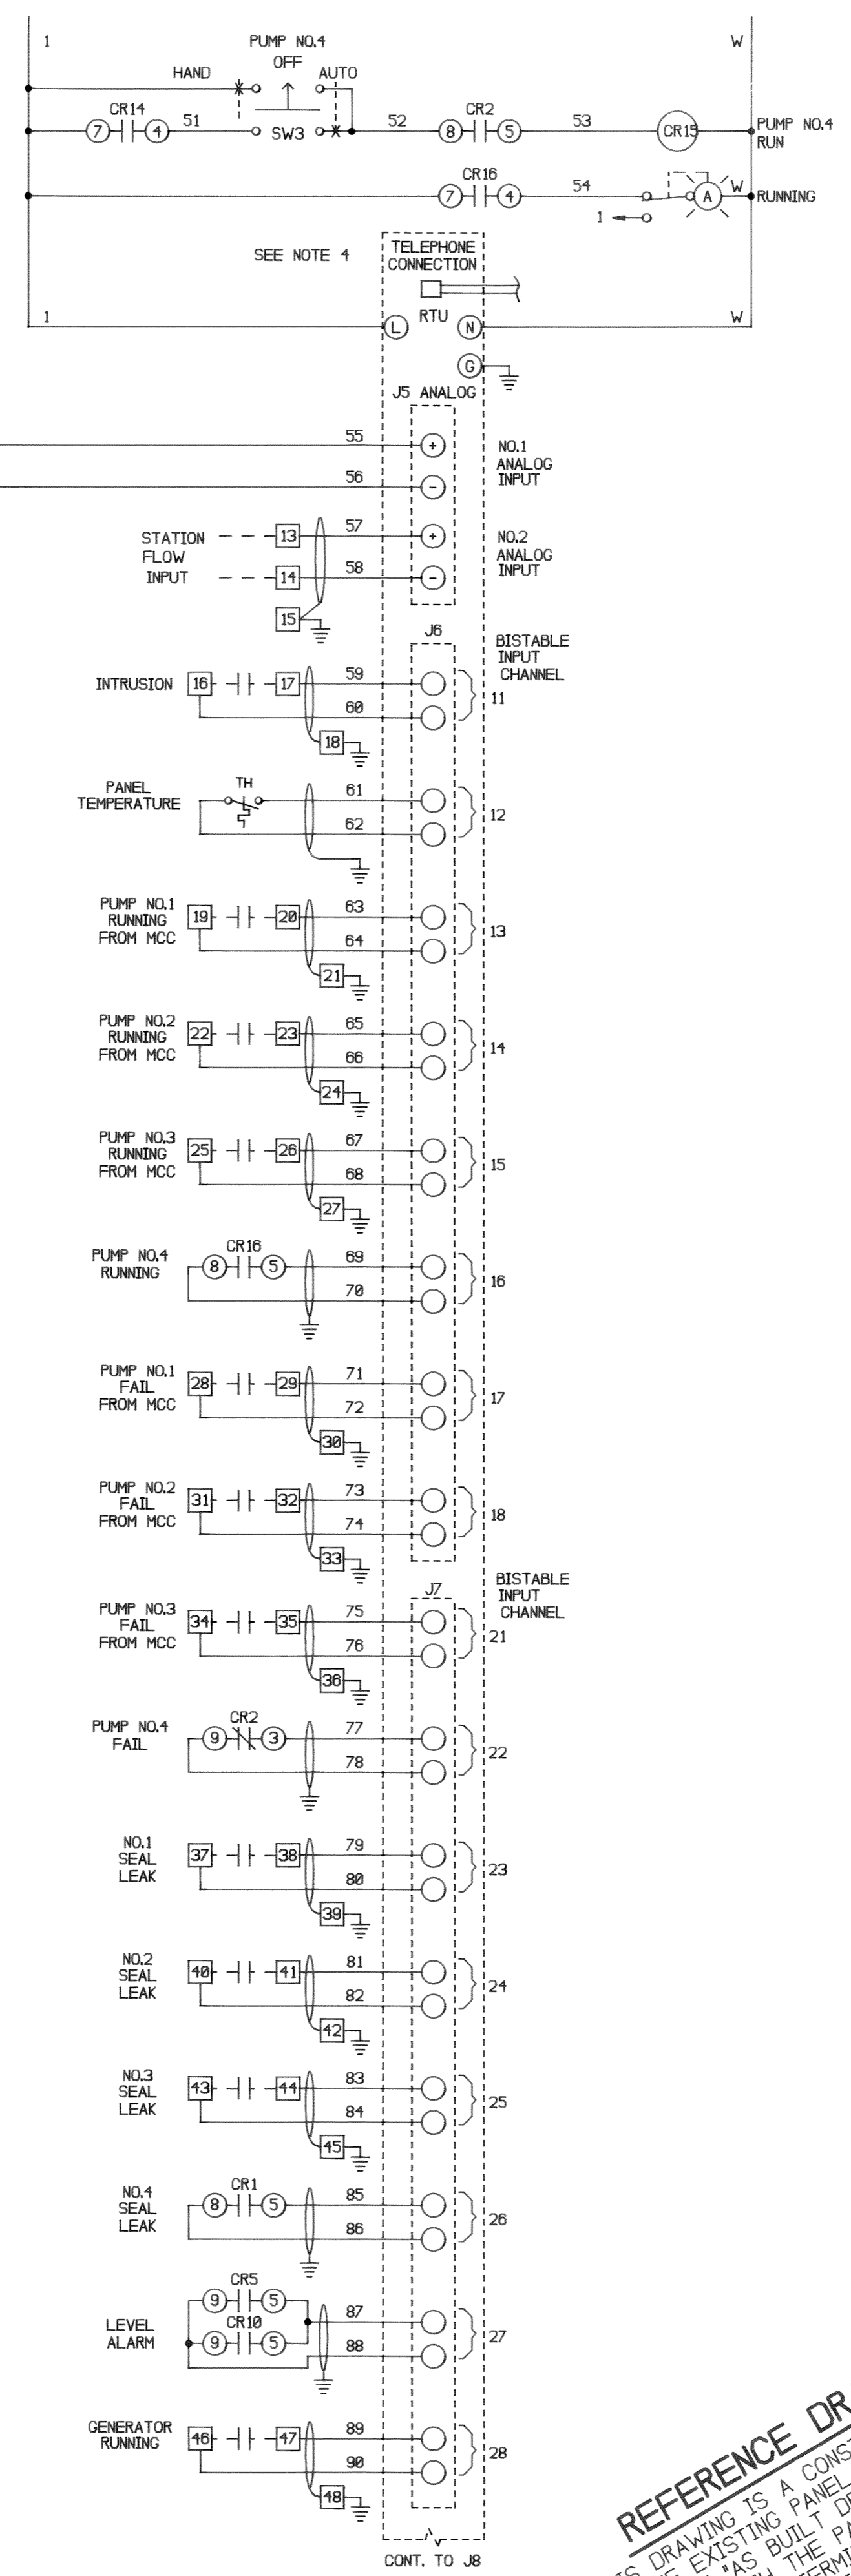 1 PUMP NO.4 W
OFF
HAND AUTO
CR14 CR2
7 4 51 SW3 52 8 5 53 CR15 PUMP NO.4
RUN
CR16
7 4 54 A W RUNNING
1
SEE NOTE 4
TELEPHONE
CONNECTION
1 L RTU N W
G
J5 ANALOG
55 + NO.1
ANALOG
56 - INPUT
STATION 13 57 + NO.2
FLOW ANALOG
INPUT 14 58 - INPUT
15
J6 BISTABLE
INPUT
CHANNEL
INTRUSION 16 17 59
60 11
18
PANEL
TEMPERATURE
TH 61
62 12
PUMP NO.1
RUNNING
FROM MCC
19 20 63
64 13
21
PUMP NO.2
RUNNING
FROM MCC
22 23 65
66 14
24
PUMP NO.3
RUNNING
FROM MCC
25 26 67
68 15
27
PUMP NO.4
RUNNING
CR16
8 5 69
70 16
PUMP NO.1
FAIL
FROM MCC
28 29 71
72 17
30
PUMP NO.2
FAIL
FROM MCC
31 32 73
74 18
33
J7 BISTABLE
INPUT
CHANNEL
PUMP NO.3
FAIL
FROM MCC
34 35 75
76 21
36
PUMP NO.4
FAIL
CR2
9 3 77
78 22
NO.1
SEAL
LEAK
37 38 79
80 23
39
NO.2
SEAL
LEAK
40 41 81
82 24
42
NO.3
SEAL
LEAK
43 44 83
84 25
45
NO.4
SEAL
LEAK
CR1
8 5 85
86 26
LEVEL
ALARM
CR5
9 5
CR10
9 5
87
88 27
GENERATOR
RUNNING
46 47 89
90 28
48
CONT. TO J8
REFERENCE DR
IS DRAWING IS A CONST
EXISTING PANEL
"AS BUILT
THE PA